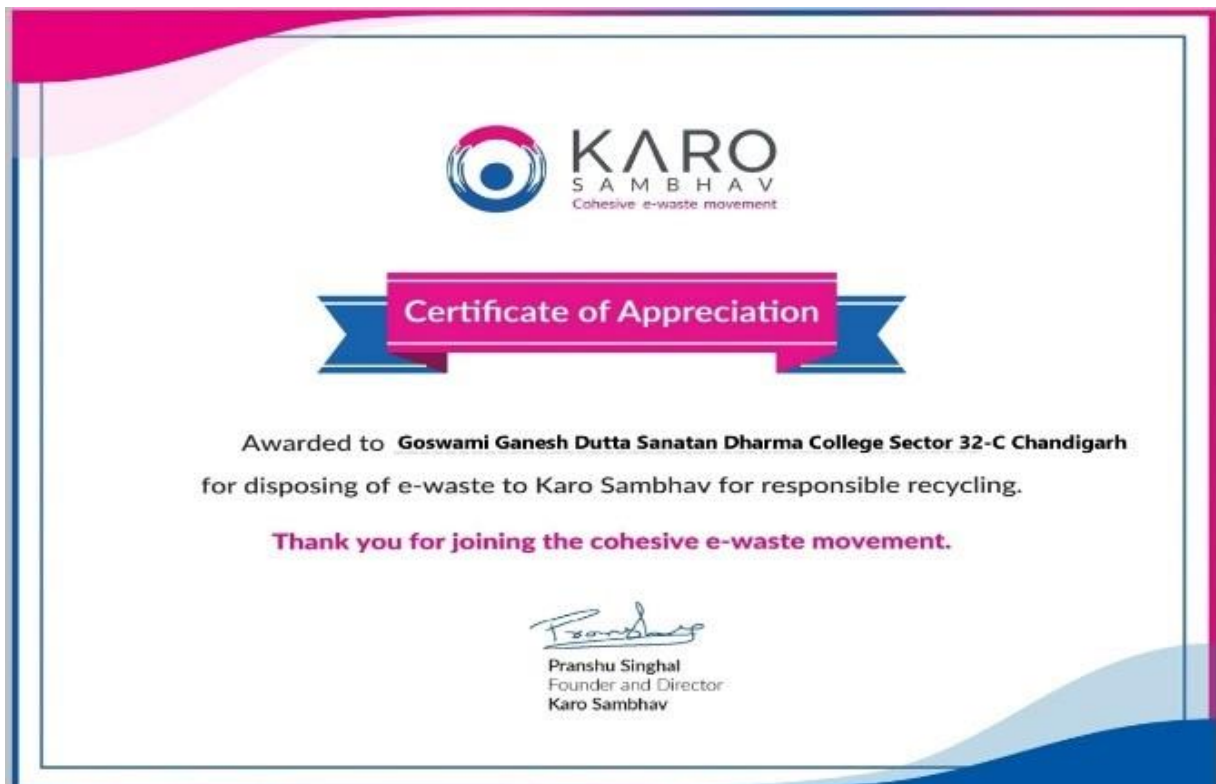 KARO
SAMBHAV
Cohesive e-waste movement
Certificate of Appreciation
Awarded to Goswami Ganesh Dutta Sanatan Dharma College Sector 32-C Chandigarh
for disposing of e-waste to Karo Sambhav for responsible recycling.
Thank you for joining the cohesive e-waste movement.
Pranshu Singhal
Founder and Director
Karo Sambhav